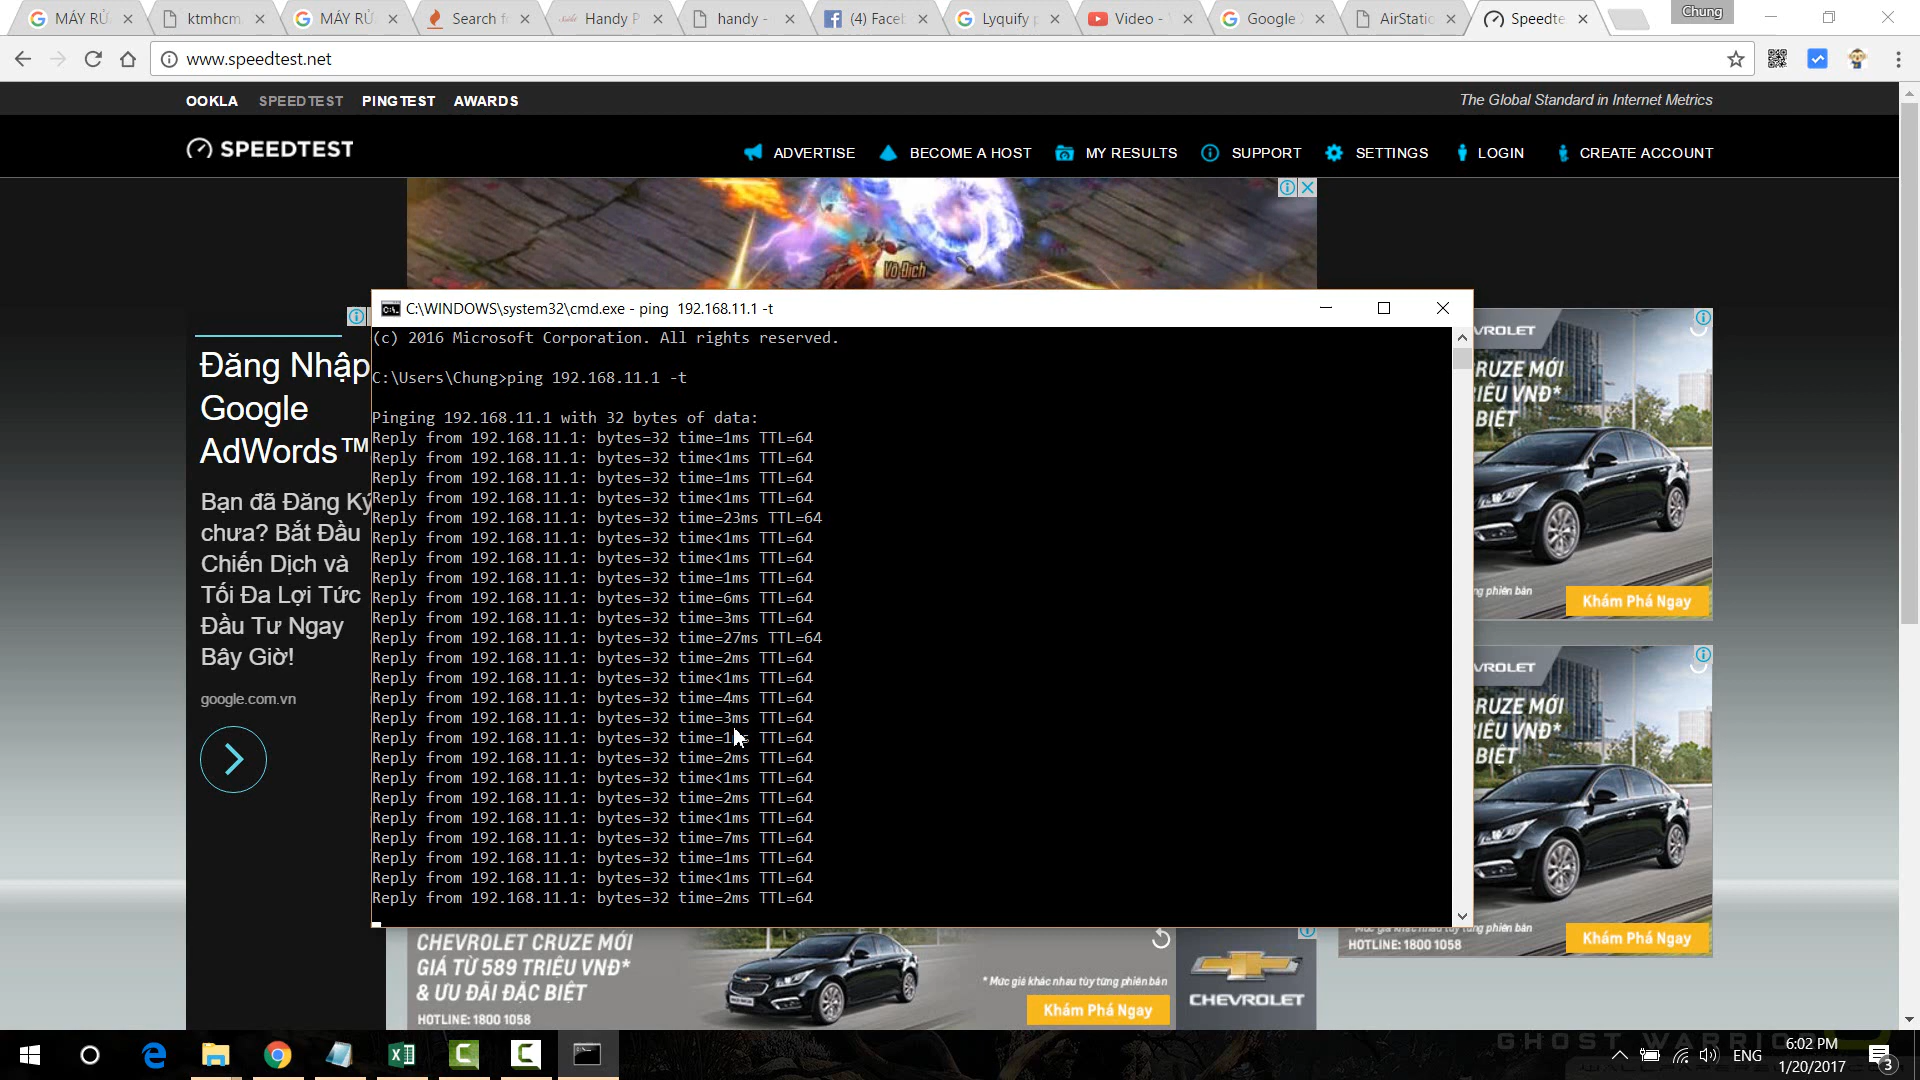 MÁY RỬ
ktmhcm
MÁY RỬ
Search f
Handy P
handy -
(4) Facel
Lyquify
Video -
Google
AirStatic
Speedte
Chung
www.speedtest.net
OOKLA SPEEDTEST PINGTEST AWARDS
The Global Standard in Internet Metrics
SPEEDTEST
ADVERTISE BECOME A HOST MY RESULTS SUPPORT SETTINGS LOGIN CREATE ACCOUNT
Vô Địch
C:\WINDOWS\system32\cmd.exe - ping 192.168.11.1 -t
(c) 2016 Microsoft Corporation. All rights reserved.
C:\Users\Chung>ping 192.168.11.1 -t
Pinging 192.168.11.1 with 32 bytes of data:
Reply from 192.168.11.1: bytes=32 time=1ms TTL=64
Reply from 192.168.11.1: bytes=32 time<1ms TTL=64
Reply from 192.168.11.1: bytes=32 time=1ms TTL=64
Reply from 192.168.11.1: bytes=32 time<1ms TTL=64
Reply from 192.168.11.1: bytes=32 time=23ms TTL=64
Reply from 192.168.11.1: bytes=32 time<1ms TTL=64
Reply from 192.168.11.1: bytes=32 time<1ms TTL=64
Reply from 192.168.11.1: bytes=32 time=1ms TTL=64
Reply from 192.168.11.1: bytes=32 time=6ms TTL=64
Reply from 192.168.11.1: bytes=32 time=3ms TTL=64
Reply from 192.168.11.1: bytes=32 time=27ms TTL=64
Reply from 192.168.11.1: bytes=32 time=2ms TTL=64
Reply from 192.168.11.1: bytes=32 time<1ms TTL=64
Reply from 192.168.11.1: bytes=32 time=4ms TTL=64
Reply from 192.168.11.1: bytes=32 time=3ms TTL=64
Reply from 192.168.11.1: bytes=32 time=1ms TTL=64
Reply from 192.168.11.1: bytes=32 time=2ms TTL=64
Reply from 192.168.11.1: bytes=32 time<1ms TTL=64
Reply from 192.168.11.1: bytes=32 time=2ms TTL=64
Reply from 192.168.11.1: bytes=32 time<1ms TTL=64
Reply from 192.168.11.1: bytes=32 time=7ms TTL=64
Reply from 192.168.11.1: bytes=32 time=1ms TTL=64
Reply from 192.168.11.1: bytes=32 time<1ms TTL=64
Reply from 192.168.11.1: bytes=32 time=2ms TTL=64
Đăng Nhập
Google
AdWords™
Bạn đã Đăng Ký
chưa? Bắt Đầu
Chiến Dịch và
Tối Đa Lợi Tức
Đầu Tư Ngay
Bây Giờ!
google.com.vn
VROLET
RUZE MỚI
IỆU VNĐ*
BIỆT
ng phiên bản
Khám Phá Ngay
VROLET
RUZE MỚI
IỆU VNĐ*
BIỆT
*Mức giá khác nhau tùy từng phiên bản
HOTLINE: 1800 1058
Khám Phá Ngay
CHEVROLET CRUZE MỚI
GIÁ TỪ 589 TRIỆU VNĐ*
& ƯU ĐÃI ĐẶC BIỆT
HOTLINE: 1800 1058
* Mức giá khác nhau tùy từng phiên bản
Khám Phá Ngay
CHEVROLET
GHOST WARRIO
ENG
6:02 PM
1/20/2017
3